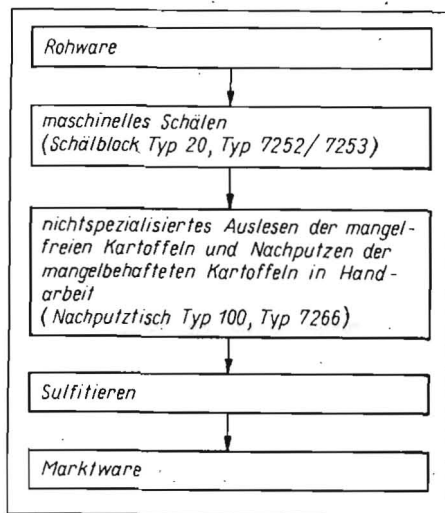 Rohware
maschinelles Schälen
(Schälblock Typ 20, Typ 7252/7253)
nichtspezialisiertes Auslesen der mangel-
freien Kartoffeln und Nachputzen der
mangelbehafteten Kartoffeln in Hand-
arbeit
(Nachputztisch Typ 100, Typ 7266)
Sulfitieren
Marktware